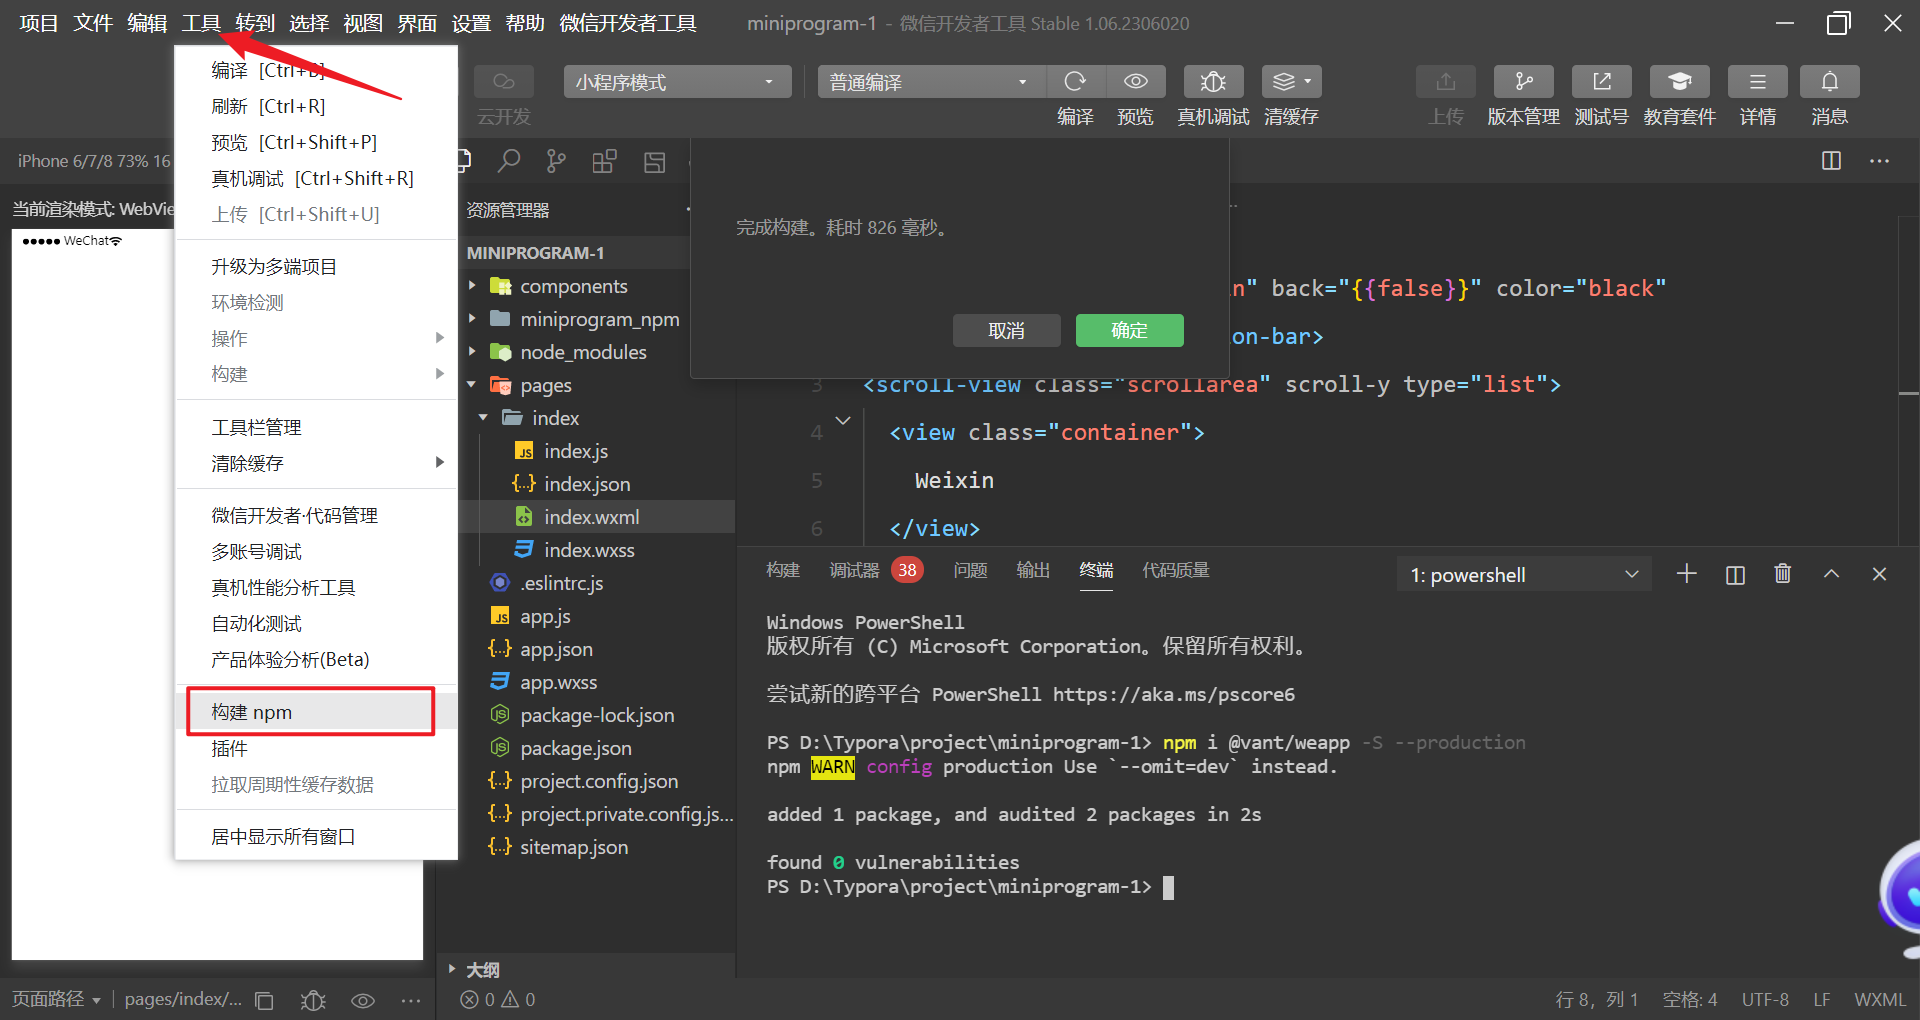 项目 文件 编辑 工具 转到 选择 视图 界面 设置 帮助 微信开发者工具 miniprogram-1 - 微信开发者工具 Stable 1.06.2306020
编译 [Ctrl+B]
刷新 [Ctrl+R]
预览 [Ctrl+Shift+P]
真机调试 [Ctrl+Shift+R]
上传 [Ctrl+Shift+U]
升级为多端项目
环境检测
操作
构建
工具栏管理
清除缓存
微信开发者·代码管理
多账号调试
真机性能分析工具
自动化测试
产品体验分析(Beta)
构建 npm
插件
拉取周期性缓存数据
居中显示所有窗口
云开发
小程序模式
普通编译
编译 预览 真机调试 清缓存
上传 版本管理 测试号 教育套件 详情 消息
iPhone 6/7/8 73% 16
当前渲染模式: WebVie
WeChat
资源管理器
MINIPROGRAM-1
components
miniprogram_npm
node_modules
pages
index
index.js
index.json
index.wxml
index.wxss
.eslintrc.js
app.js
app.json
app.wxss
package-lock.json
package.json
project.config.json
project.private.config.js...
sitemap.json
大纲
完成构建。耗时 826 毫秒。
取消 确定
in" back="{{false}}" color="black"
on-bar>
3 <scroll-view class="scrollarea" scroll-y type="list">
4 <view class="container">
5 Weixin
6 </view>
构建 调试器 38 问题 输出 终端 代码质量 1: powershell
Windows PowerShell
版权所有 (C) Microsoft Corporation。保留所有权利。
尝试新的跨平台 PowerShell https://aka.ms/pscore6
PS D:\Typora\project\miniprogram-1> npm i @vant/weapp -S --production
npm WARN config production Use `--omit=dev` instead.
added 1 package, and audited 2 packages in 2s
found 0 vulnerabilities
PS D:\Typora\project\miniprogram-1>
页面路径 pages/index/... 0 0 行 8, 列 1 空格: 4 UTF-8 LF WXML